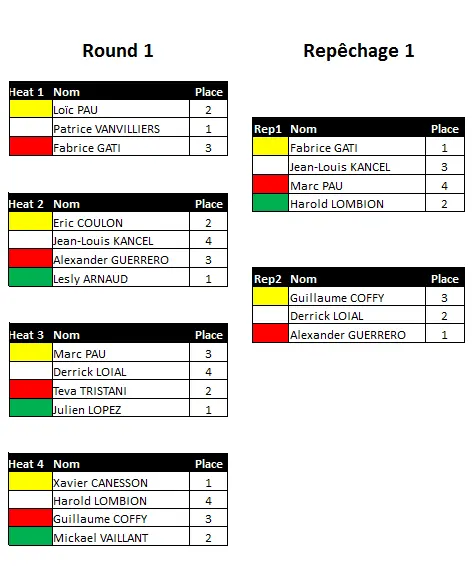 Round 1
Heat 1 Nom Place
Loïc PAU 2
Patrice VANVILLIERS 1
Fabrice GATI 3
Heat 2 Nom Place
Eric COULON 2
Jean-Louis KANCEL 4
Alexander GUERRERO 3
Lesly ARNAUD 1
Heat 3 Nom Place
Marc PAU 3
Derrick LOIAL 4
Teva TRISTANI 2
Julien LOPEZ 1
Heat 4 Nom Place
Xavier CANESSON 1
Harold LOMBION 4
Guillaume COFFY 3
Mickael VAILLANT 2
Repêchage 1
Rep1 Nom Place
Fabrice GATI 1
Jean-Louis KANCEL 3
Marc PAU 4
Harold LOMBION 2
Rep2 Nom Place
Guillaume COFFY 3
Derrick LOIAL 2
Alexander GUERRERO 1